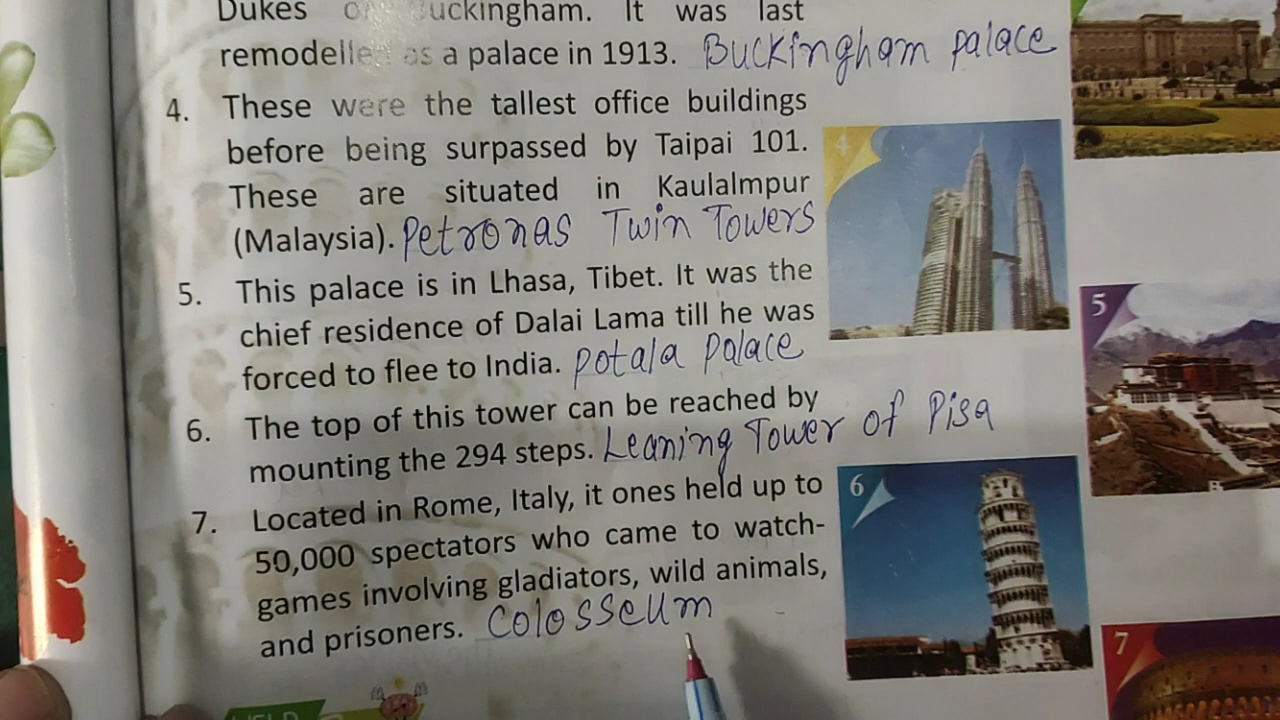 Dukes of Buckingham. It was last
remodelled as a palace in 1913. Buckingham palace
4. These were the tallest office buildings
before being surpassed by Taipai 101.
These are situated in Kaulalmpur
(Malaysia). Petronas Twin Towers
4
5. This palace is in Lhasa, Tibet. It was the
chief residence of Dalai Lama till he was
forced to flee to India. potala palace
5
6. The top of this tower can be reached by
mounting the 294 steps. Leaning Tower of Pisa
6
7. Located in Rome, Italy, it ones held up to
50,000 spectators who came to watch-
games involving gladiators, wild animals,
and prisoners. Colosseum
7